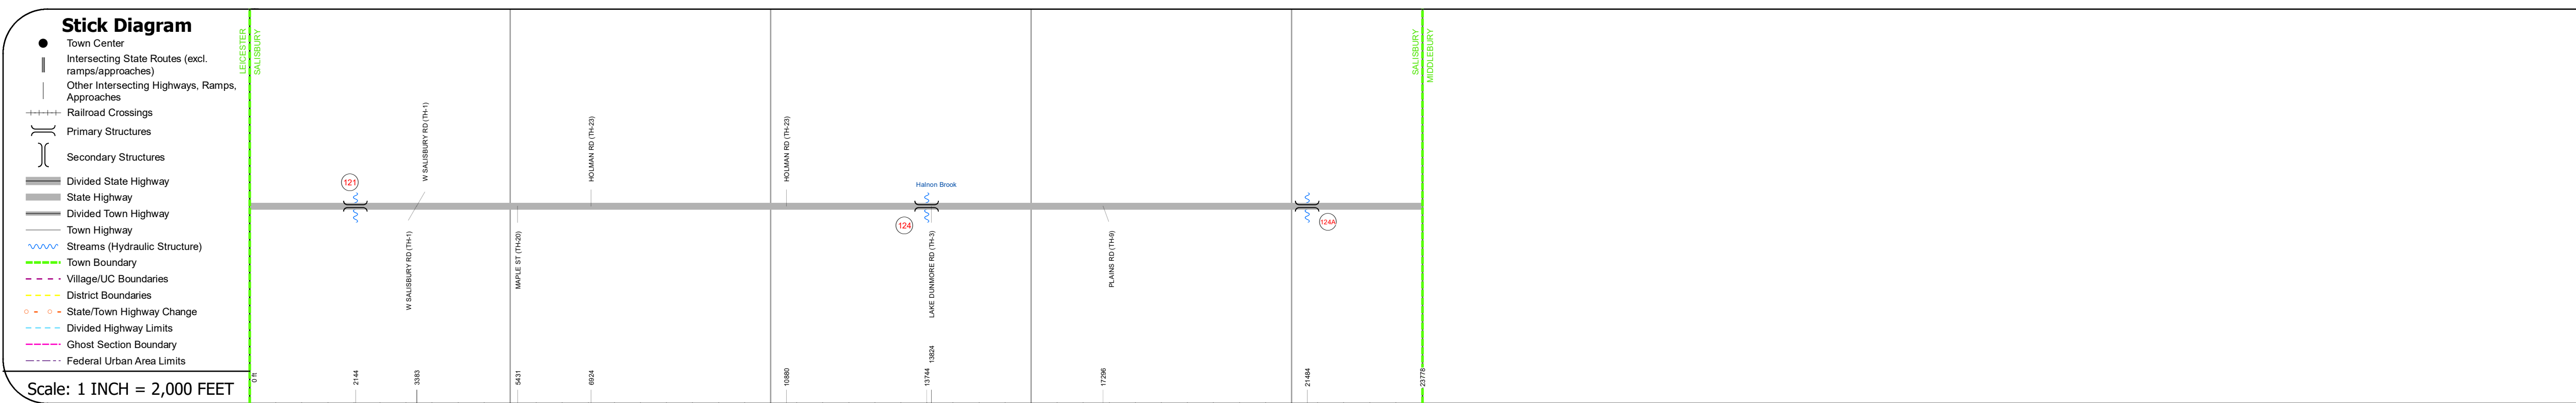 Stick Diagram
Town Center
Intersecting State Routes (excl.
ramps/approaches)
Other Intersecting Highways, Ramps,
Approaches
Railroad Crossings
Primary Structures
Secondary Structures
Divided State Highway
State Highway
Divided Town Highway
Town Highway
Streams (Hydraulic Structure)
Town Boundary
Village/UC Boundaries
District Boundaries
State/Town Highway Change
Divided Highway Limits
Ghost Section Boundary
Federal Urban Area Limits
Scale: 1 INCH = 2,000 FEET
LEICESTER
SALISBURY
121
W SALISBURY RD (TH-1)
W SALISBURY RD (TH-1)
MAPLE ST (TH-20)
HOLMAN RD (TH-23)
HOLMAN RD (TH-23)
Halnon Brook
124
LAKE DUNMORE RD (TH-3)
PLAINS RD (TH-9)
124A
SALISBURY
MIDDLEBURY
0 ft
2144
3383
5431
6924
10880
13744
13824
17296
21484
23778